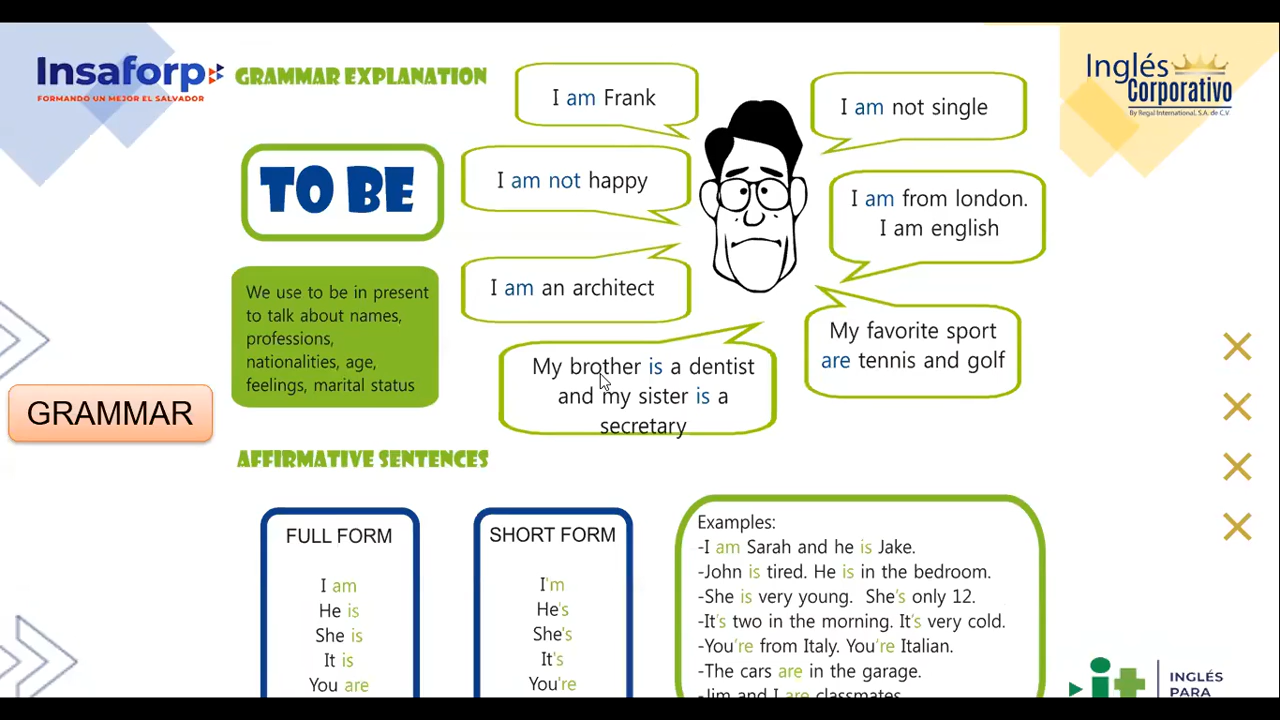 Insaforp
FORMANDO UN MEJOR EL SALVADOR
GRAMMAR EXPLANATION
Inglés
Corporativo
By Regal International, S.A. de C.V
I am Frank
I am not single
TO BE
I am not happy
I am from london.
I am english
We use to be in present
to talk about names,
professions,
nationalities, age,
feelings, marital status
I am an architect
My favorite sport
are tennis and golf
My brother is a dentist
and my sister is a
secretary
GRAMMAR
AFFIRMATIVE SENTENCES
FULL FORM
I am
He is
She is
It is
You are
SHORT FORM
I'm
He's
She's
It's
You're
Examples:
-I am Sarah and he is Jake.
-John is tired. He is in the bedroom.
-She is very young. She's only 12.
-It's two in the morning. It's very cold.
-You're from Italy. You're Italian.
-The cars are in the garage.
-Jim and I are classmates
it
INGLÉS
PARA